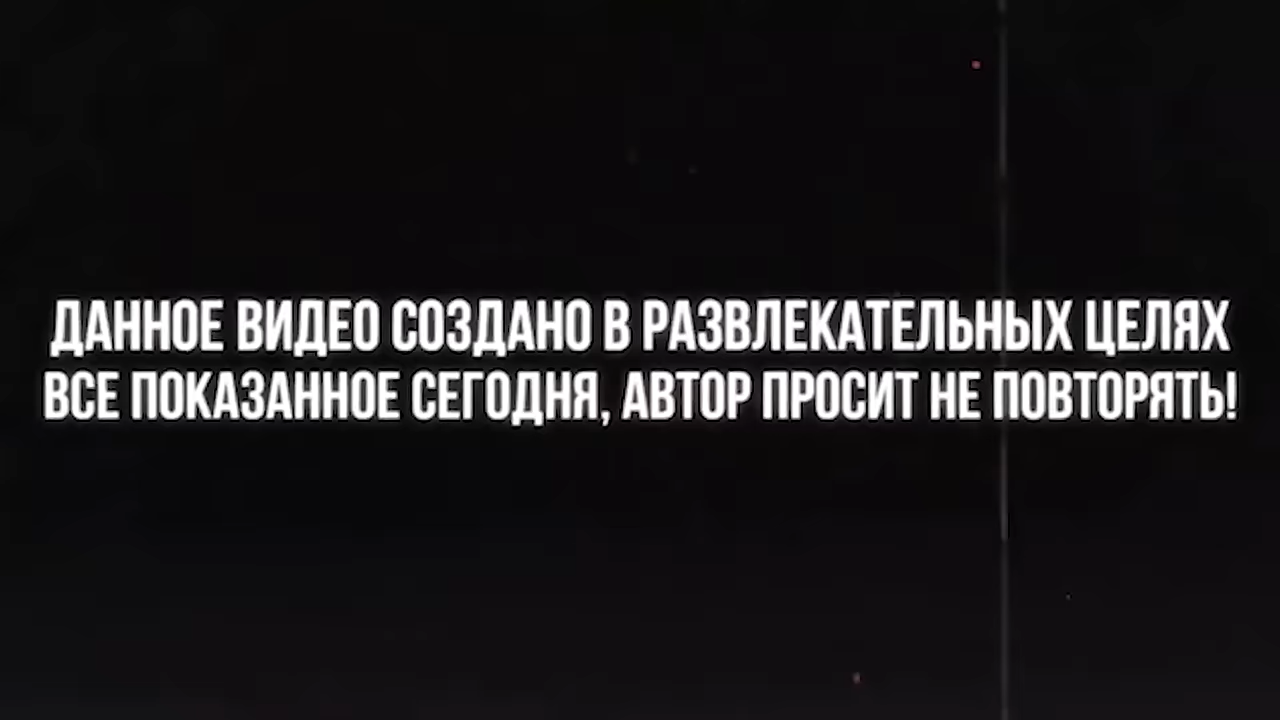 ДАННОЕ ВИДЕО СОЗДАНО В РАЗВЛЕКАТЕЛЬНЫХ ЦЕЛЯХ
ВСЕ ПОКАЗАННОЕ СЕГОДНЯ, АВТОР ПРОСИТ НЕ ПОВТОРЯТЬ!